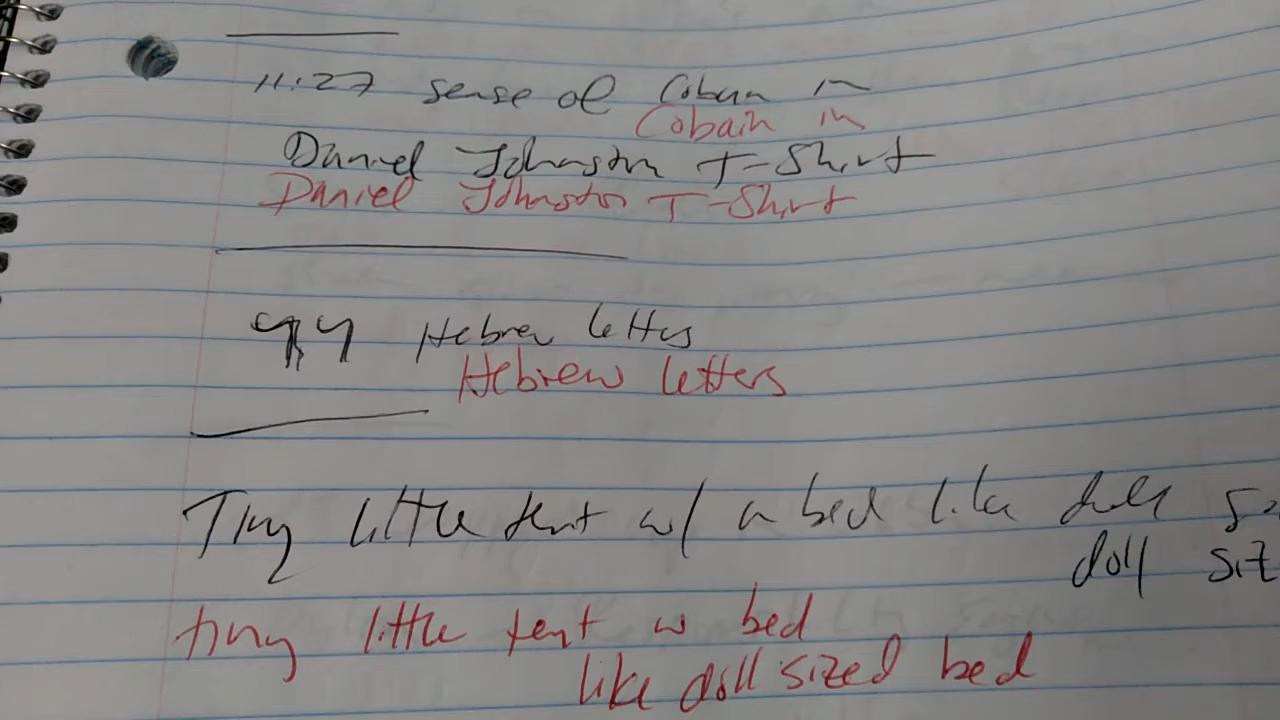 11:27 sense of Cobain in
Cobain in
Daniel Johnston T-Shirt
Daniel Johnston T-Shirt
Hebrew letters
Hebrew letters
Tiny little tent w/ a bed like doll
doll siz
tiny little tent w bed
like doll sized bed